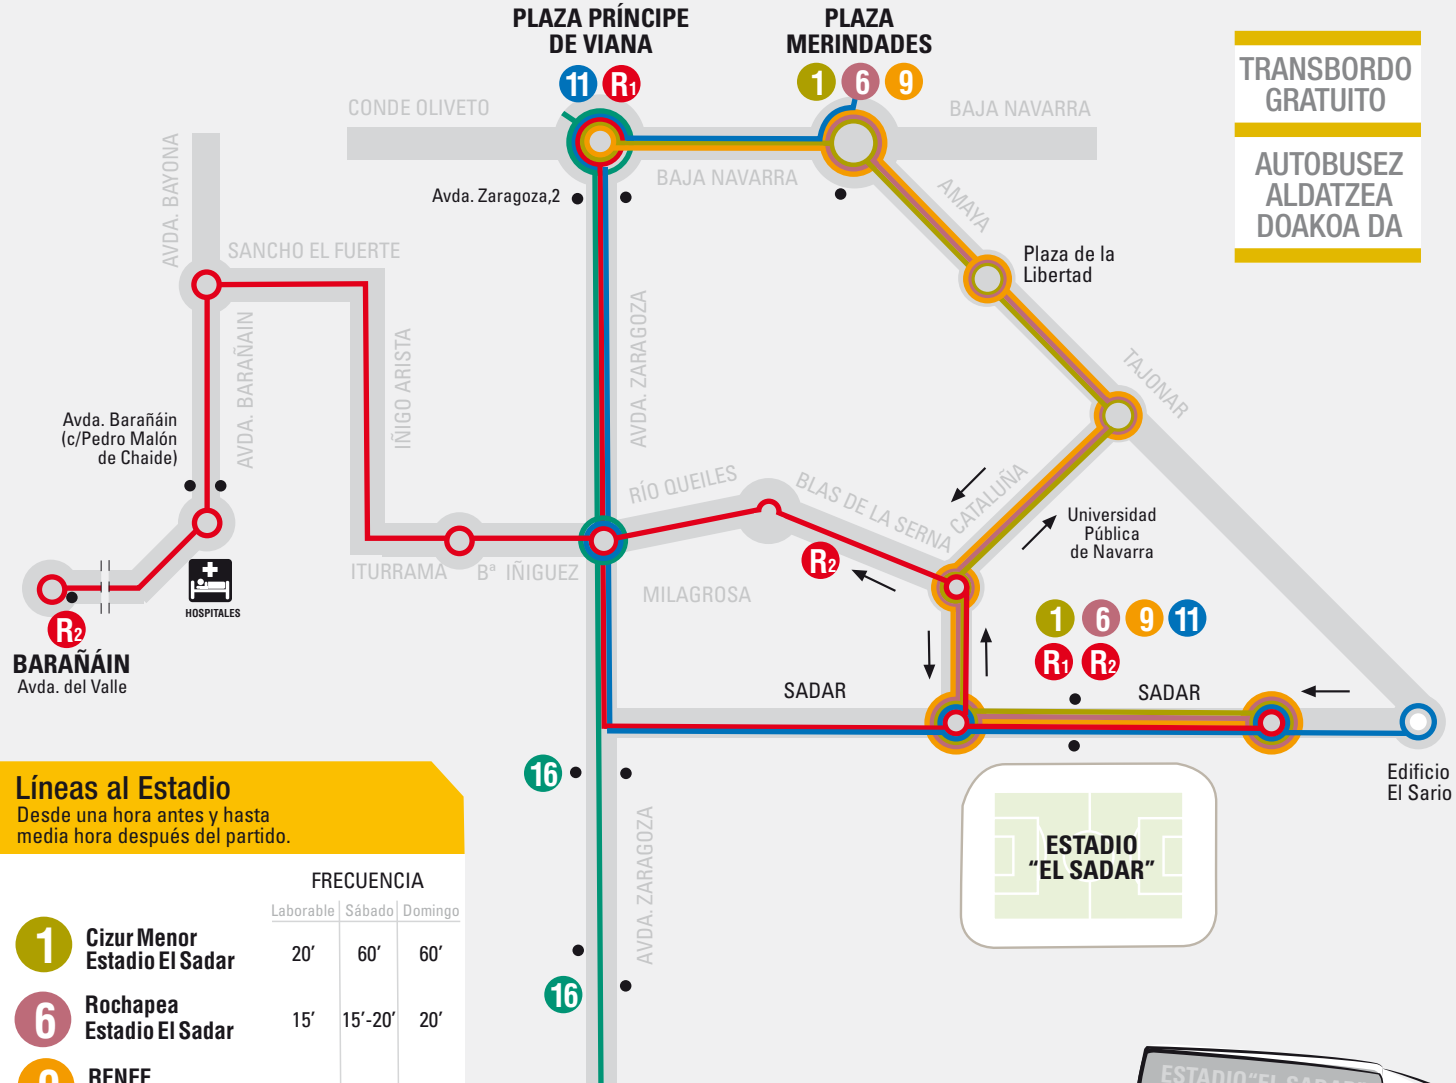 PLAZA PRÍNCIPE
DE VIANA
11 R1
PLAZA
MERINDADES
1 6 9
TRANSBORDO
GRATUITO
AUTOBUSEZ
ALDATZEA
DOAKOA DA
CONDE OLIVETO
BAJA NAVARRA
BAJA NAVARRA
AVDA. BAYONA
Avda. Zaragoza,2
AMAYA
SANCHO EL FUERTE
Plaza de la
Libertad
AVDA. BARAÑAIN
IÑIGO ARISTA
AVDA. ZARAGOZA
TAJONAR
Avda. Barañáin
(c/Pedro Malón
de Chaide)
RÍO QUEILES
BLAS DE LA SERNA
CATALUÑA
Universidad
Pública
de Navarra
R2
ITURRAMA
Bª IÑIGUEZ
MILAGROSA
HOSPITALES
R2
BARAÑÁIN
Avda. del Valle
1 6 9 11
R1 R2
SADAR
SADAR
Edificio
El Sario
16
ESTADIO
“EL SADAR”
AVDA. ZARAGOZA
16
Líneas al Estadio
Desde una hora antes y hasta
media hora después del partido.
FRECUENCIA
Laborable Sábado Domingo
1 Cizur Menor
Estadio El Sadar
20’ 60’ 60’
6 Rochapea
Estadio El Sadar
15’ 15’-20’ 20’
9 RENFE
ESTADIO"EL SADAR